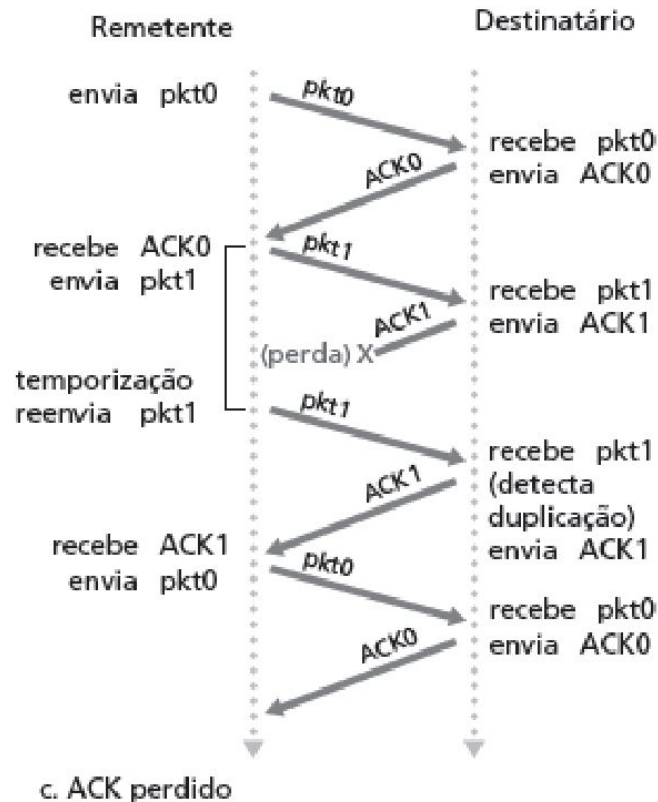 Remetente
Destinatário
envia pkt0
pkt0
recebe pkt0
envia ACK0
ACK0
recebe ACK0
envia pkt1
pkt1
recebe pkt1
envia ACK1
ACK1
(perda) X
temporização
reenvia pkt1
pkt1
recebe pkt1
(detecta
duplicação)
envia ACK1
ACK1
recebe ACK1
envia pkt0
pkt0
recebe pkt0
envia ACK0
ACK0
c. ACK perdido